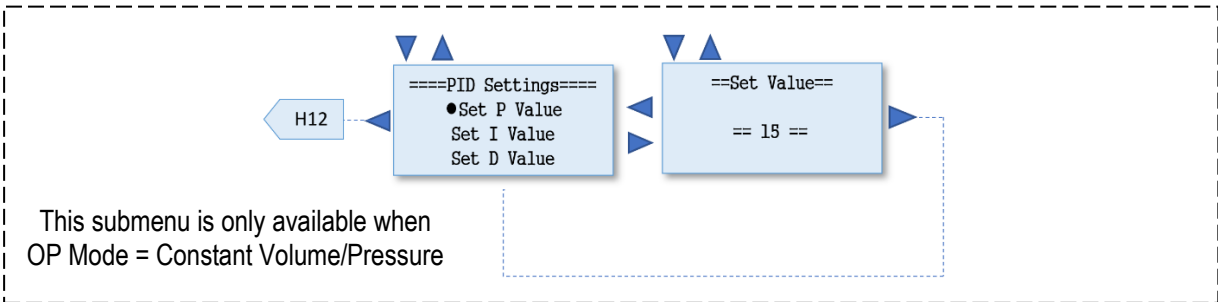 ====PID Settings====
●Set P Value
Set I Value
Set D Value
==Set Value==
== 15 ==
H12
This submenu is only available when
OP Mode = Constant Volume/Pressure